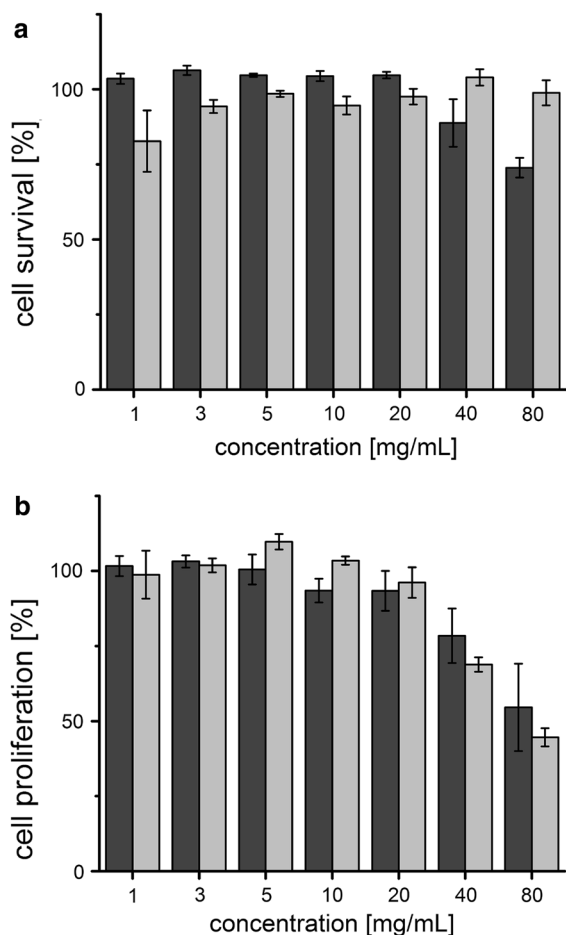 a
cell survival [%]
100
50
0
1 3 5 10 20 40 80
concentration [mg/mL]
b
cell proliferation [%]
100
50
0
1 3 5 10 20 40 80
concentration [mg/mL]